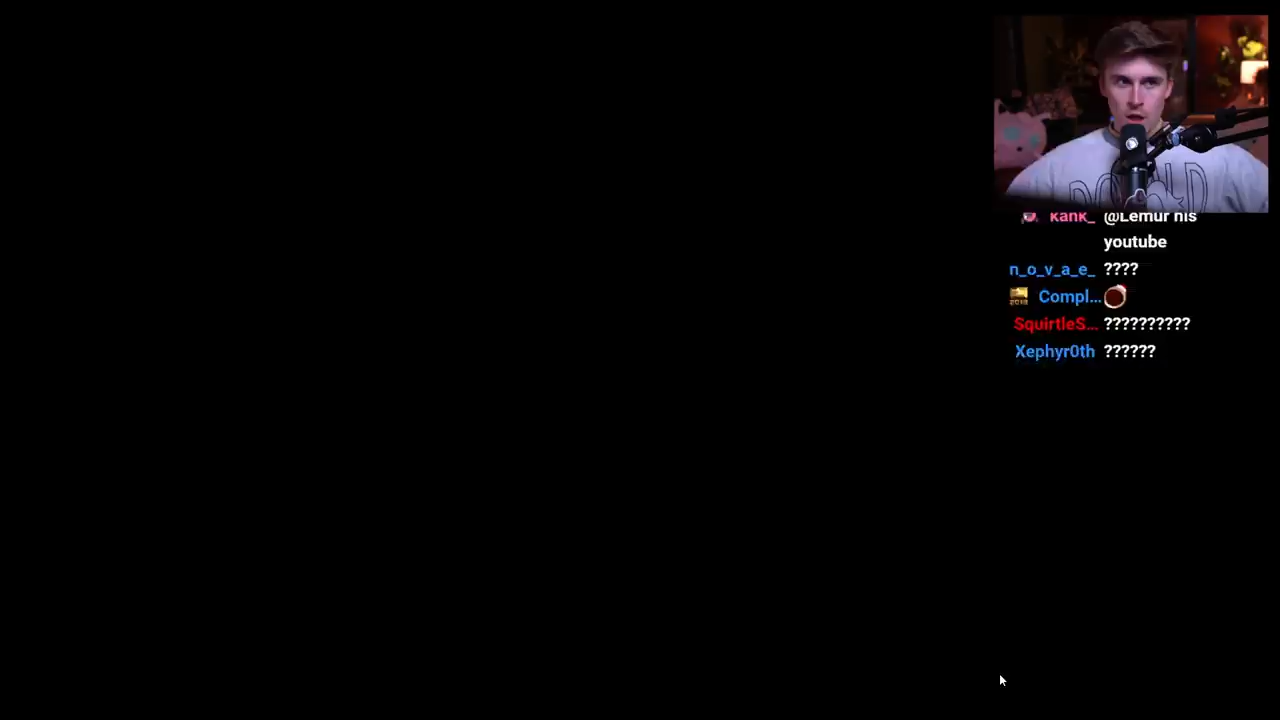 kank_ @Lemur his
youtube
n_o_v_a_e_ ????
Compl...
SquirtleS... ??????????
Xephyr0th ??????